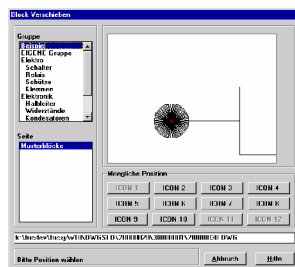 Block Verschieben
Gruppe
Beispiele
EIGENE Gruppe
Elektro
Schalter
Relais
Schütze
Klemmen
Elektronik
Halbleiter
Widerstände
Kondesatoren
Seite
Musterblöcke
Moegliche Position
ICON 1 ICON 2 ICON 3 ICON 4
ICON 5 ICON 6 ICON 7 ICON 8
ICON 9 ICON 10 ICON 11 ICON 12
Bitte Position wählen
Abbruch
Hilfe